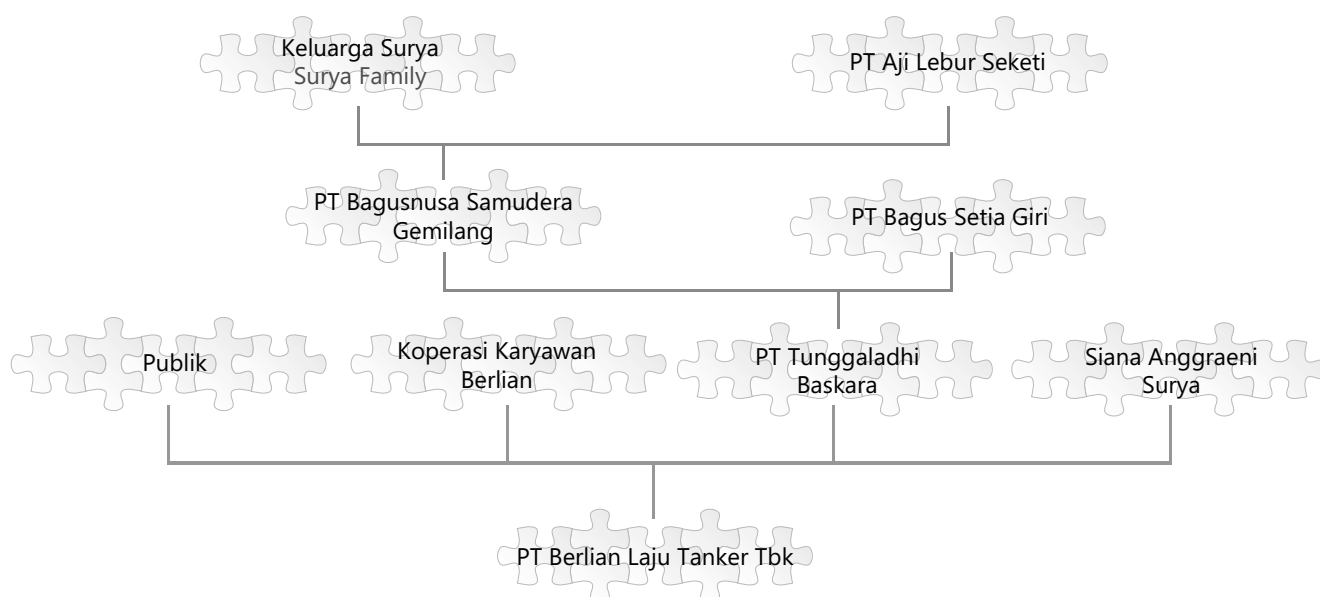 Keluarga Surya
Surya Family
PT Aji Lebur Seketi
PT Bagusnusa Samudera
Gemilang
PT Bagus Setia Giri
Publik
Koperasi Karyawan
Berlian
PT Tunggaladhi
Baskara
Siana Anggraeni
Surya
PT Berlian Laju Tanker Tbk